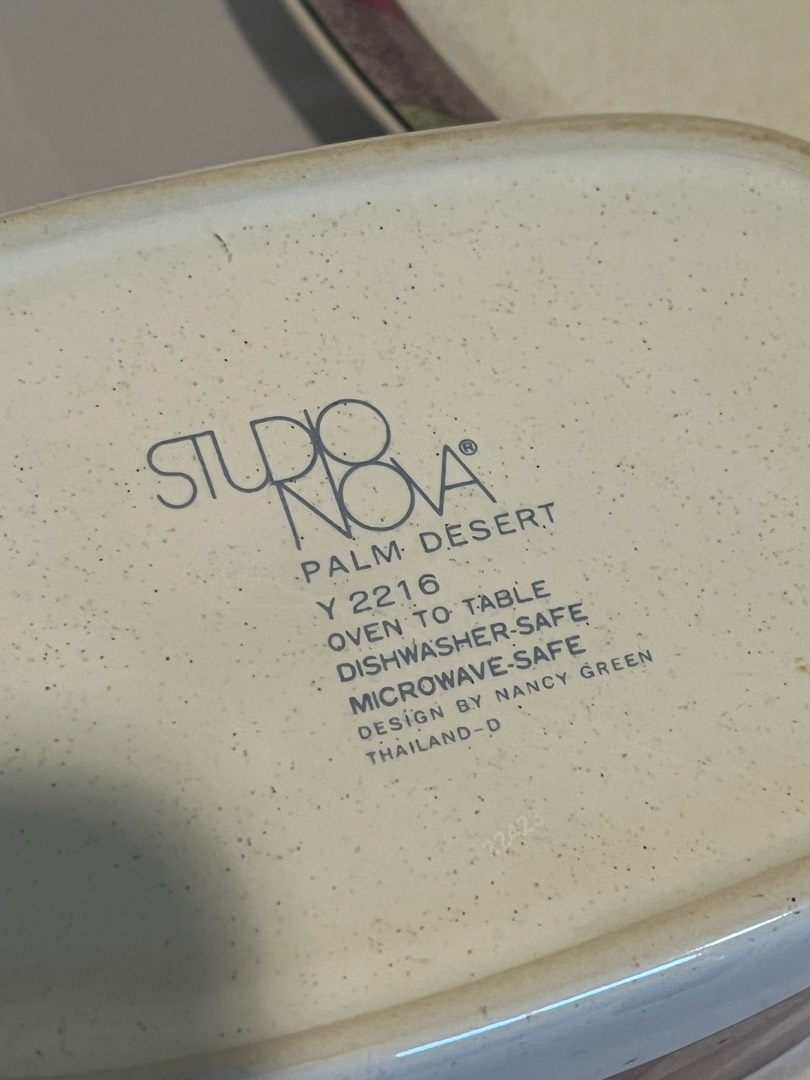 STUDIO
NOVA®
PALM DESERT
Y 2216
OVEN TO TABLE
DISHWASHER-SAFE
MICROWAVE-SAFE
DESIGN BY NANCY GREEN
THAILAND-D